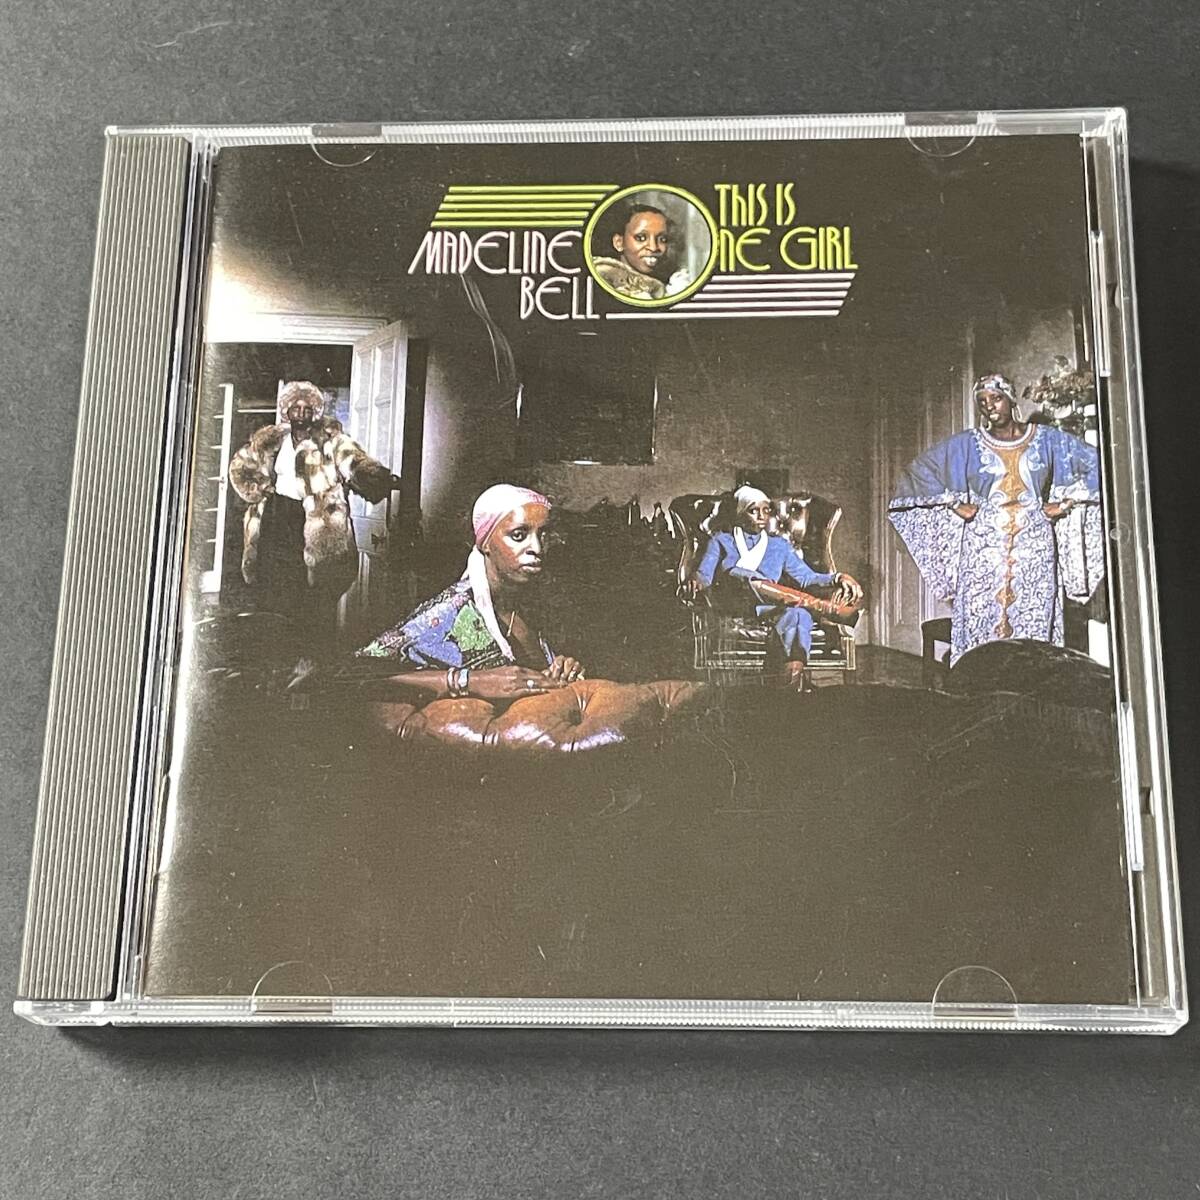 MADELINE
BELL
THIS IS
ONE GIRL